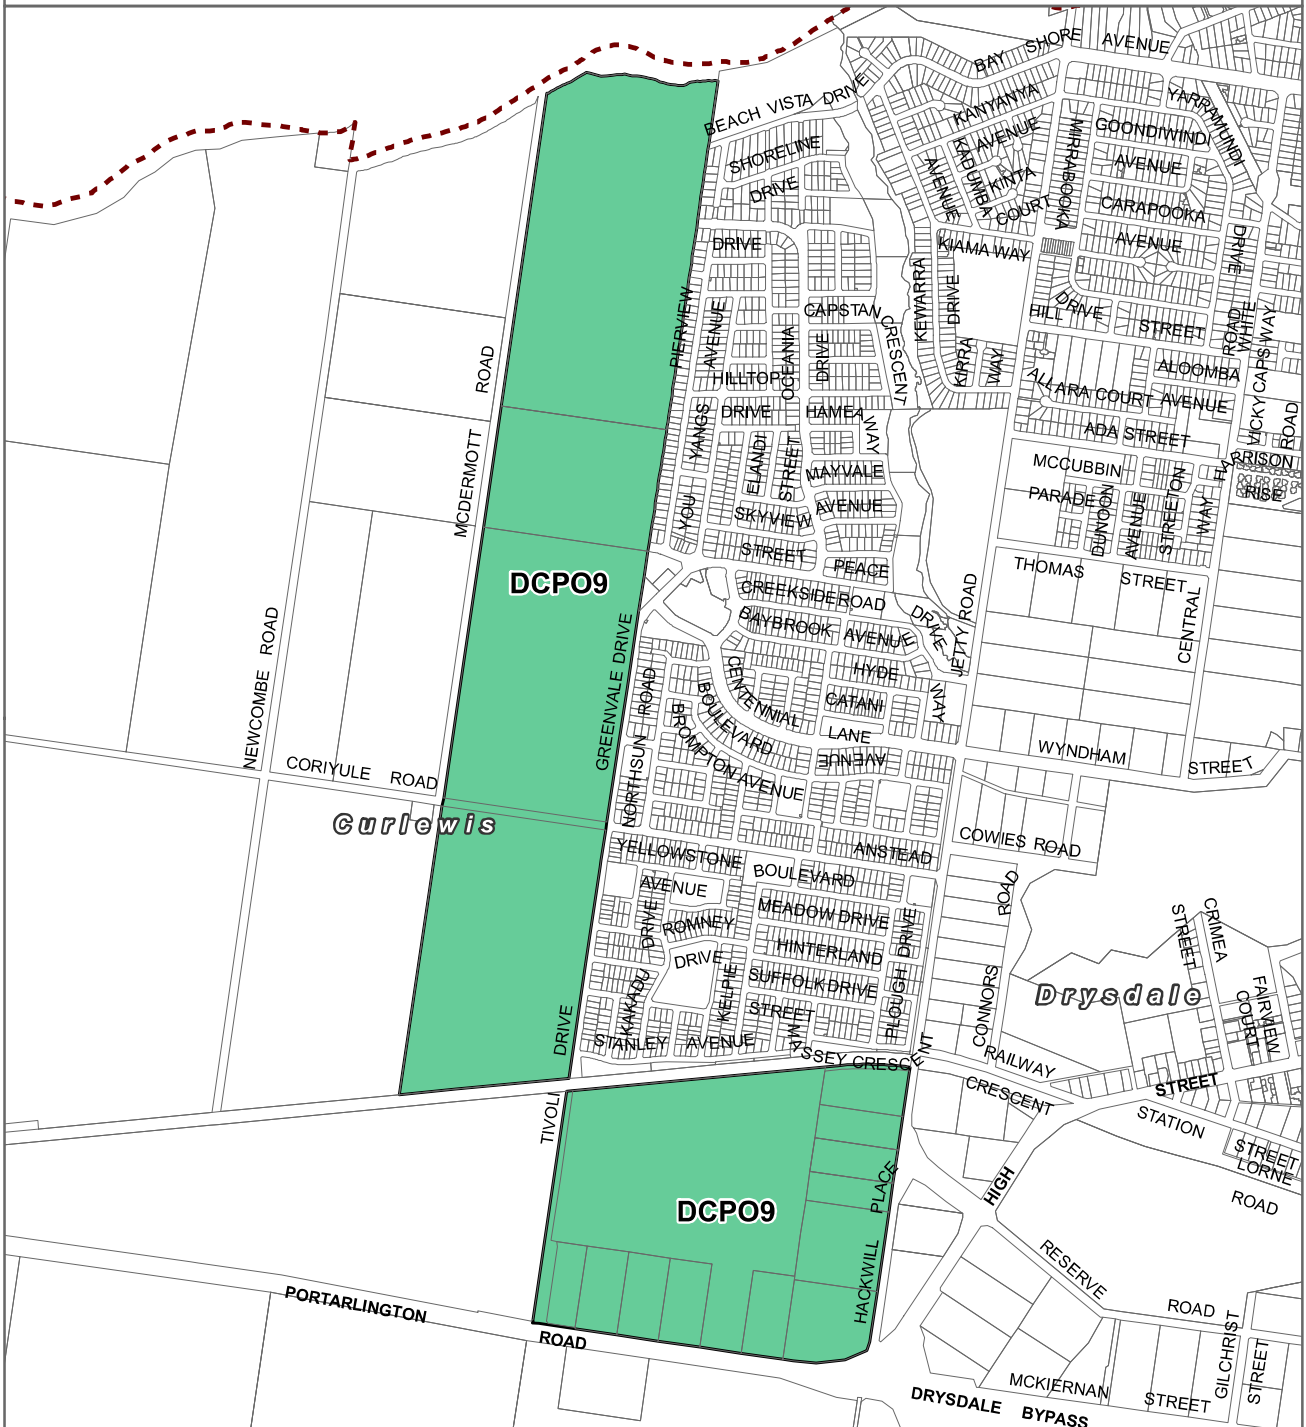 BAY SHORE AVENUE
BEACH VISTA DRIVE
KANYANYA
AVENUE
YARRAMUNDI
GOONDIWINDI
AVENUE
SHORELINE
DRIVE
AVENUE
KADUMBA
KINTA
COURT
MIRRABOOKA
CARAPOOKA
AVENUE
DRIVE
DRIVE
KIAMA WAY
KEWARRA
DRIVE
PIERVIEW
AVENUE
CAPSTAN
CRESCENT
OCEANIA
DRIVE
HILL
DRIVE
STREET
ROAD
WHITE
VICKY CAPS WAY
KIRRA
WAY
ALOOMBA
ROAD
HILLTOP
ALLARA COURT
AVENUE
MCDERMOTT
ROAD
DRIVE
YANGS
HAMEA
WAY
ADA STREET
ELANDI
STREET
MAYVALE
MCCUBBIN
HARRISON
RISE
YOU
SKYVIEW
AVENUE
PARADE
DUNOON
AVENUE
STREETON
WAY
STREET
PEACE
THOMAS
STREET
DCPO9
CREEKSIDE
ROAD
DRIVE
JETTY ROAD
CENTRAL
BAYBROOK
AVENUE
NEWCOMBE
ROAD
GREENVALE DRIVE
HYDE
CENTENNIAL
BOULEVARD
CATANI
WAY
NORTHSUN
ROAD
BROMPTON AVENUE
LANE
AVENUE
WYNDHAM
STREET
CORIYULE
ROAD
Curlewis
COWIES ROAD
YELLOWSTONE
ANSTEAD
AVENUE
BOULEVARD
ROAD
CONNORS
DRIVE
ROMNEY
MEADOW DRIVE
DRIVE
PLOUGH
STREET
CRIMEA
HINTERLAND
DRIVE
KAKADU
KELPIE
SUFFOLK DRIVE
Drysdale
FAIRVIEW
COURT
STREET
DRIVE
STANLEY
AVENUE
MASSEY CRESCENT
RAILWAY
CRESCENT
STREET
TIVOLI
STATION
STREET
LORNE
ROAD
PLACE
HACKWILL
HIGH
DCPO9
RESERVE
ROAD
PORTARLINGTON
ROAD
GILCHRIST
STREET
MCKIERNAN
STREET
DRYSDALE BYPASS